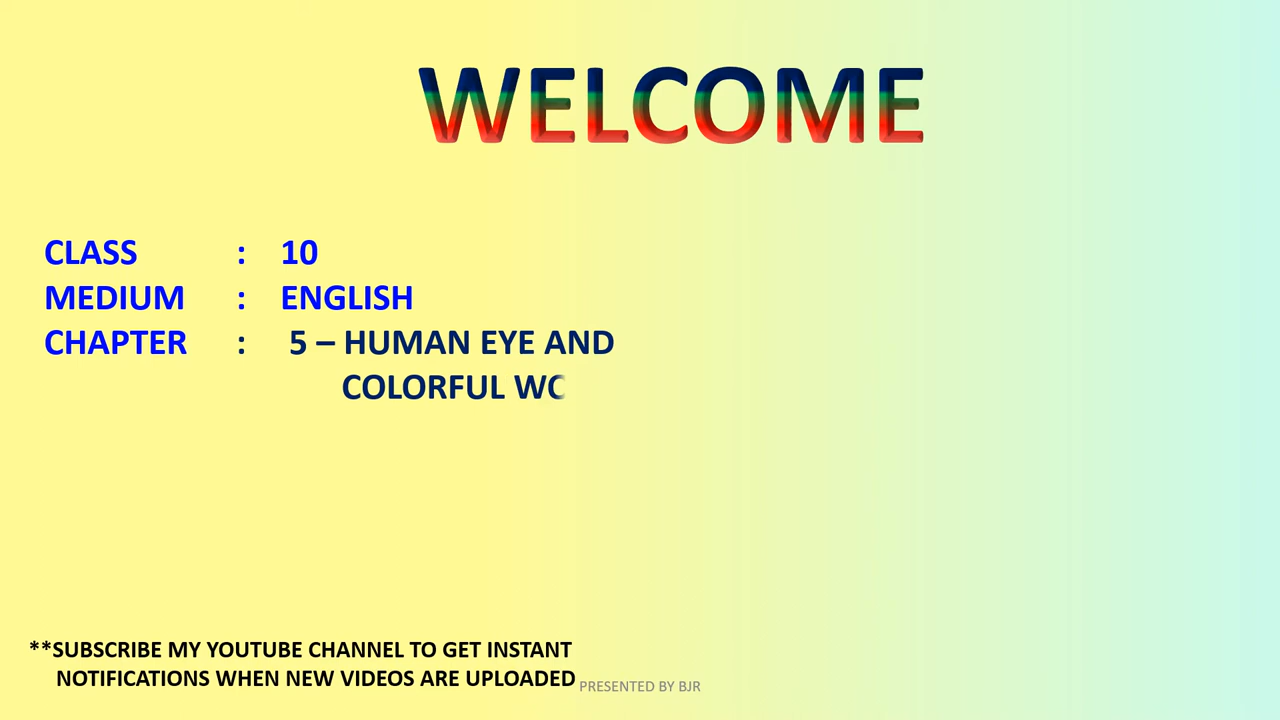 WELCOME
CLASS : 10
MEDIUM : ENGLISH
CHAPTER : 5 – HUMAN EYE AND
COLORFUL
**SUBSCRIBE MY YOUTUBE CHANNEL TO GET INSTANT
NOTIFICATIONS WHEN NEW VIDEOS ARE UPLOADED
PRESENTED BY BJR